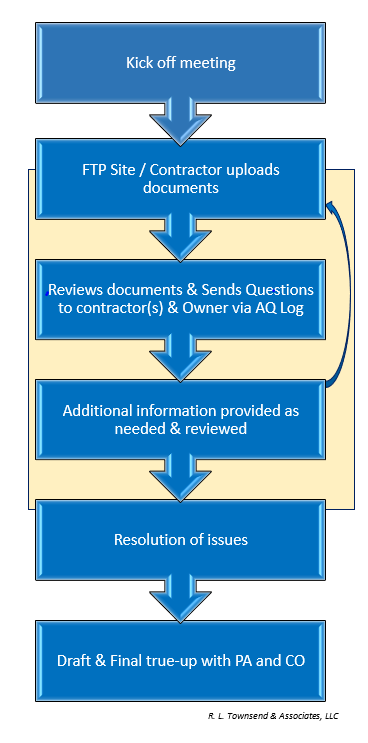 Kick off meeting
FTP Site / Contractor uploads
documents
Reviews documents & Sends Questions
to contractor(s) & Owner via AQ Log
Additional information provided as
needed & reviewed
Resolution of issues
Draft & Final true-up with PA and CO
R. L. Townsend & Associates, LLC